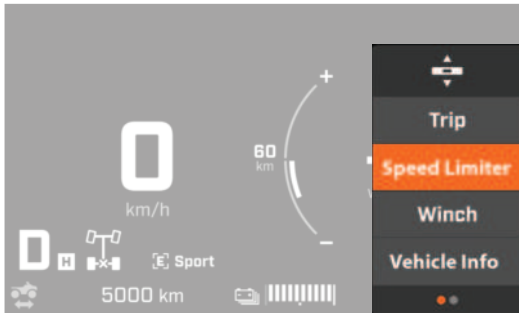 +
0
60
km
km/h
D
H
[E] Sport
−
5000 km
Trip
Speed Limiter
Winch
Vehicle Info